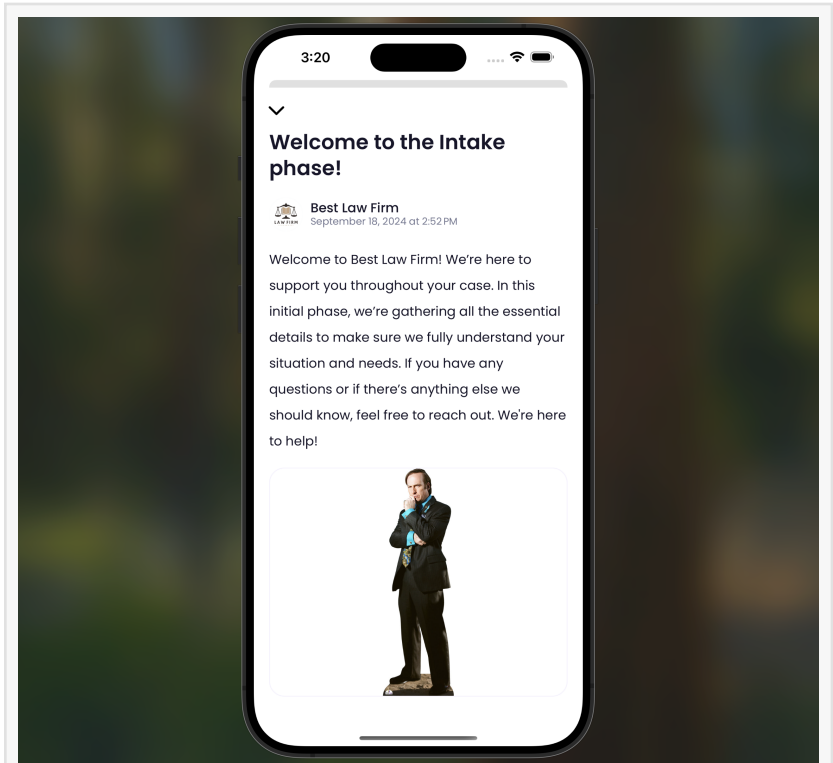 3:20
Welcome to the Intake
phase!
LAW FIRM
Best Law Firm
September 18, 2024 at 2:52 PM
Welcome to Best Law Firm! We’re here to
support you throughout your case. In this
initial phase, we’re gathering all the essential
details to make sure we fully understand your
situation and needs. If you have any
questions or if there’s anything else we
should know, feel free to reach out. We're here
to help!